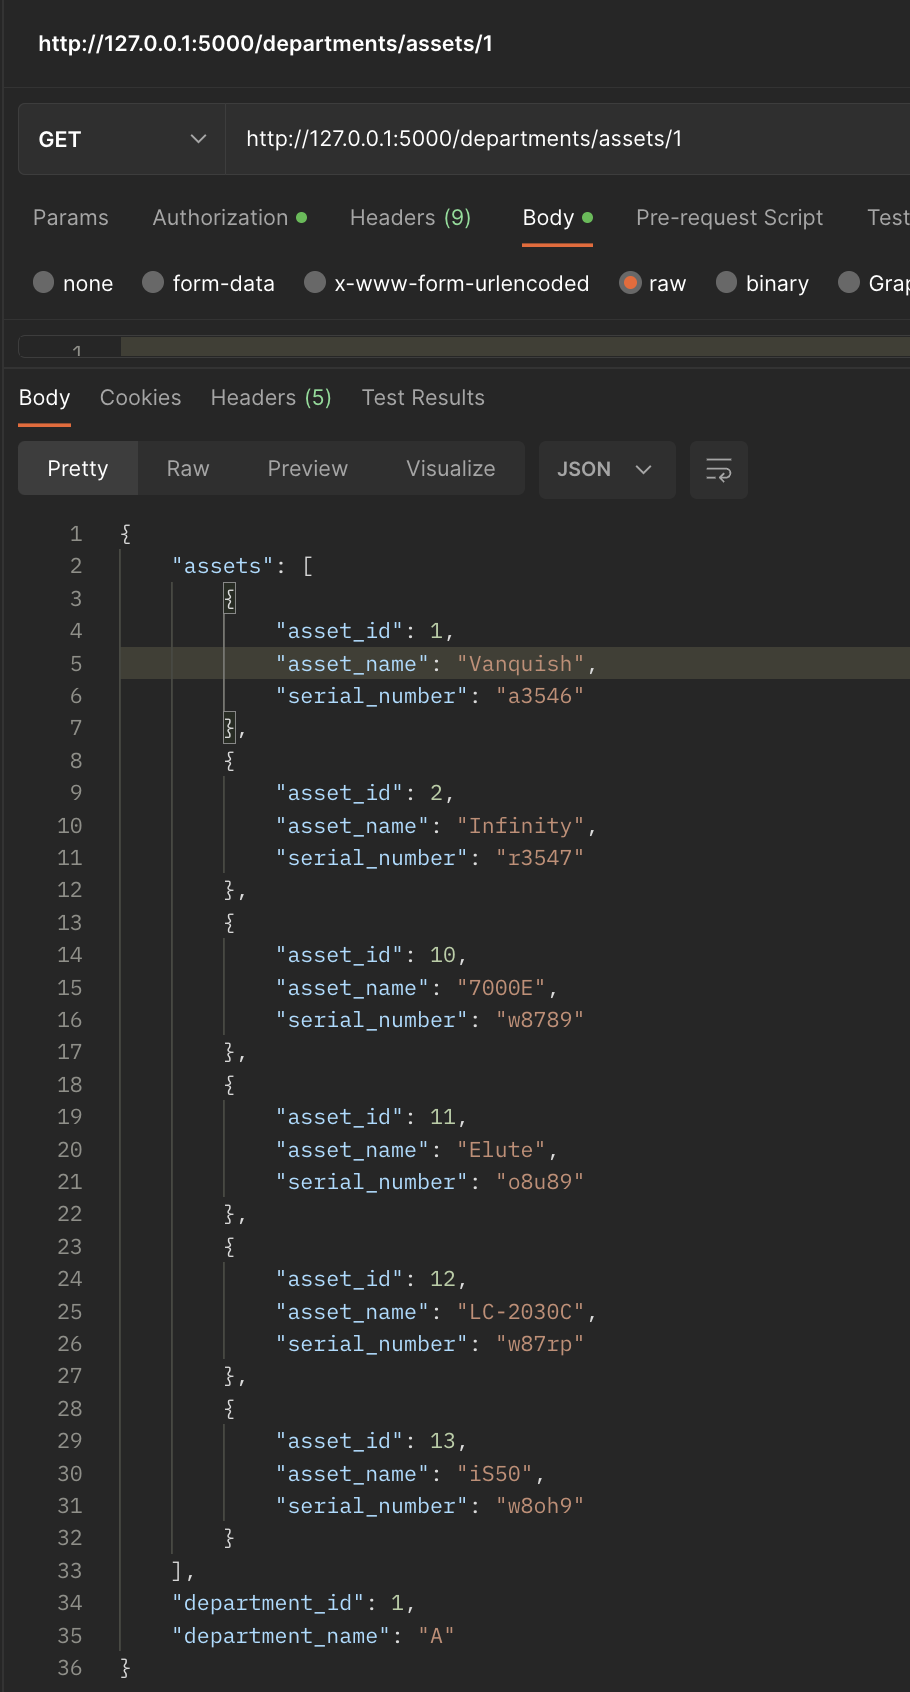 http://127.0.0.1:5000/departments/assets/1
GET http://127.0.0.1:5000/departments/assets/1
Params Authorization Headers (9) Body Pre-request Script Test
none form-data x-www-form-urlencoded raw binary Grap
1
Body Cookies Headers (5) Test Results
Pretty Raw Preview Visualize JSON
1 {
2 "assets": [
3 {
4 "asset_id": 1,
5 "asset_name": "Vanquish",
6 "serial_number": "a3546"
7 },
8 {
9 "asset_id": 2,
10 "asset_name": "Infinity",
11 "serial_number": "r3547"
12 },
13 {
14 "asset_id": 10,
15 "asset_name": "7000E",
16 "serial_number": "w8789"
17 },
18 {
19 "asset_id": 11,
20 "asset_name": "Elute",
21 "serial_number": "o8u89"
22 },
23 {
24 "asset_id": 12,
25 "asset_name": "LC-2030C",
26 "serial_number": "w87rp"
27 },
28 {
29 "asset_id": 13,
30 "asset_name": "iS50",
31 "serial_number": "w8oh9"
32 }
33 ],
34 "department_id": 1,
35 "department_name": "A"
36 }